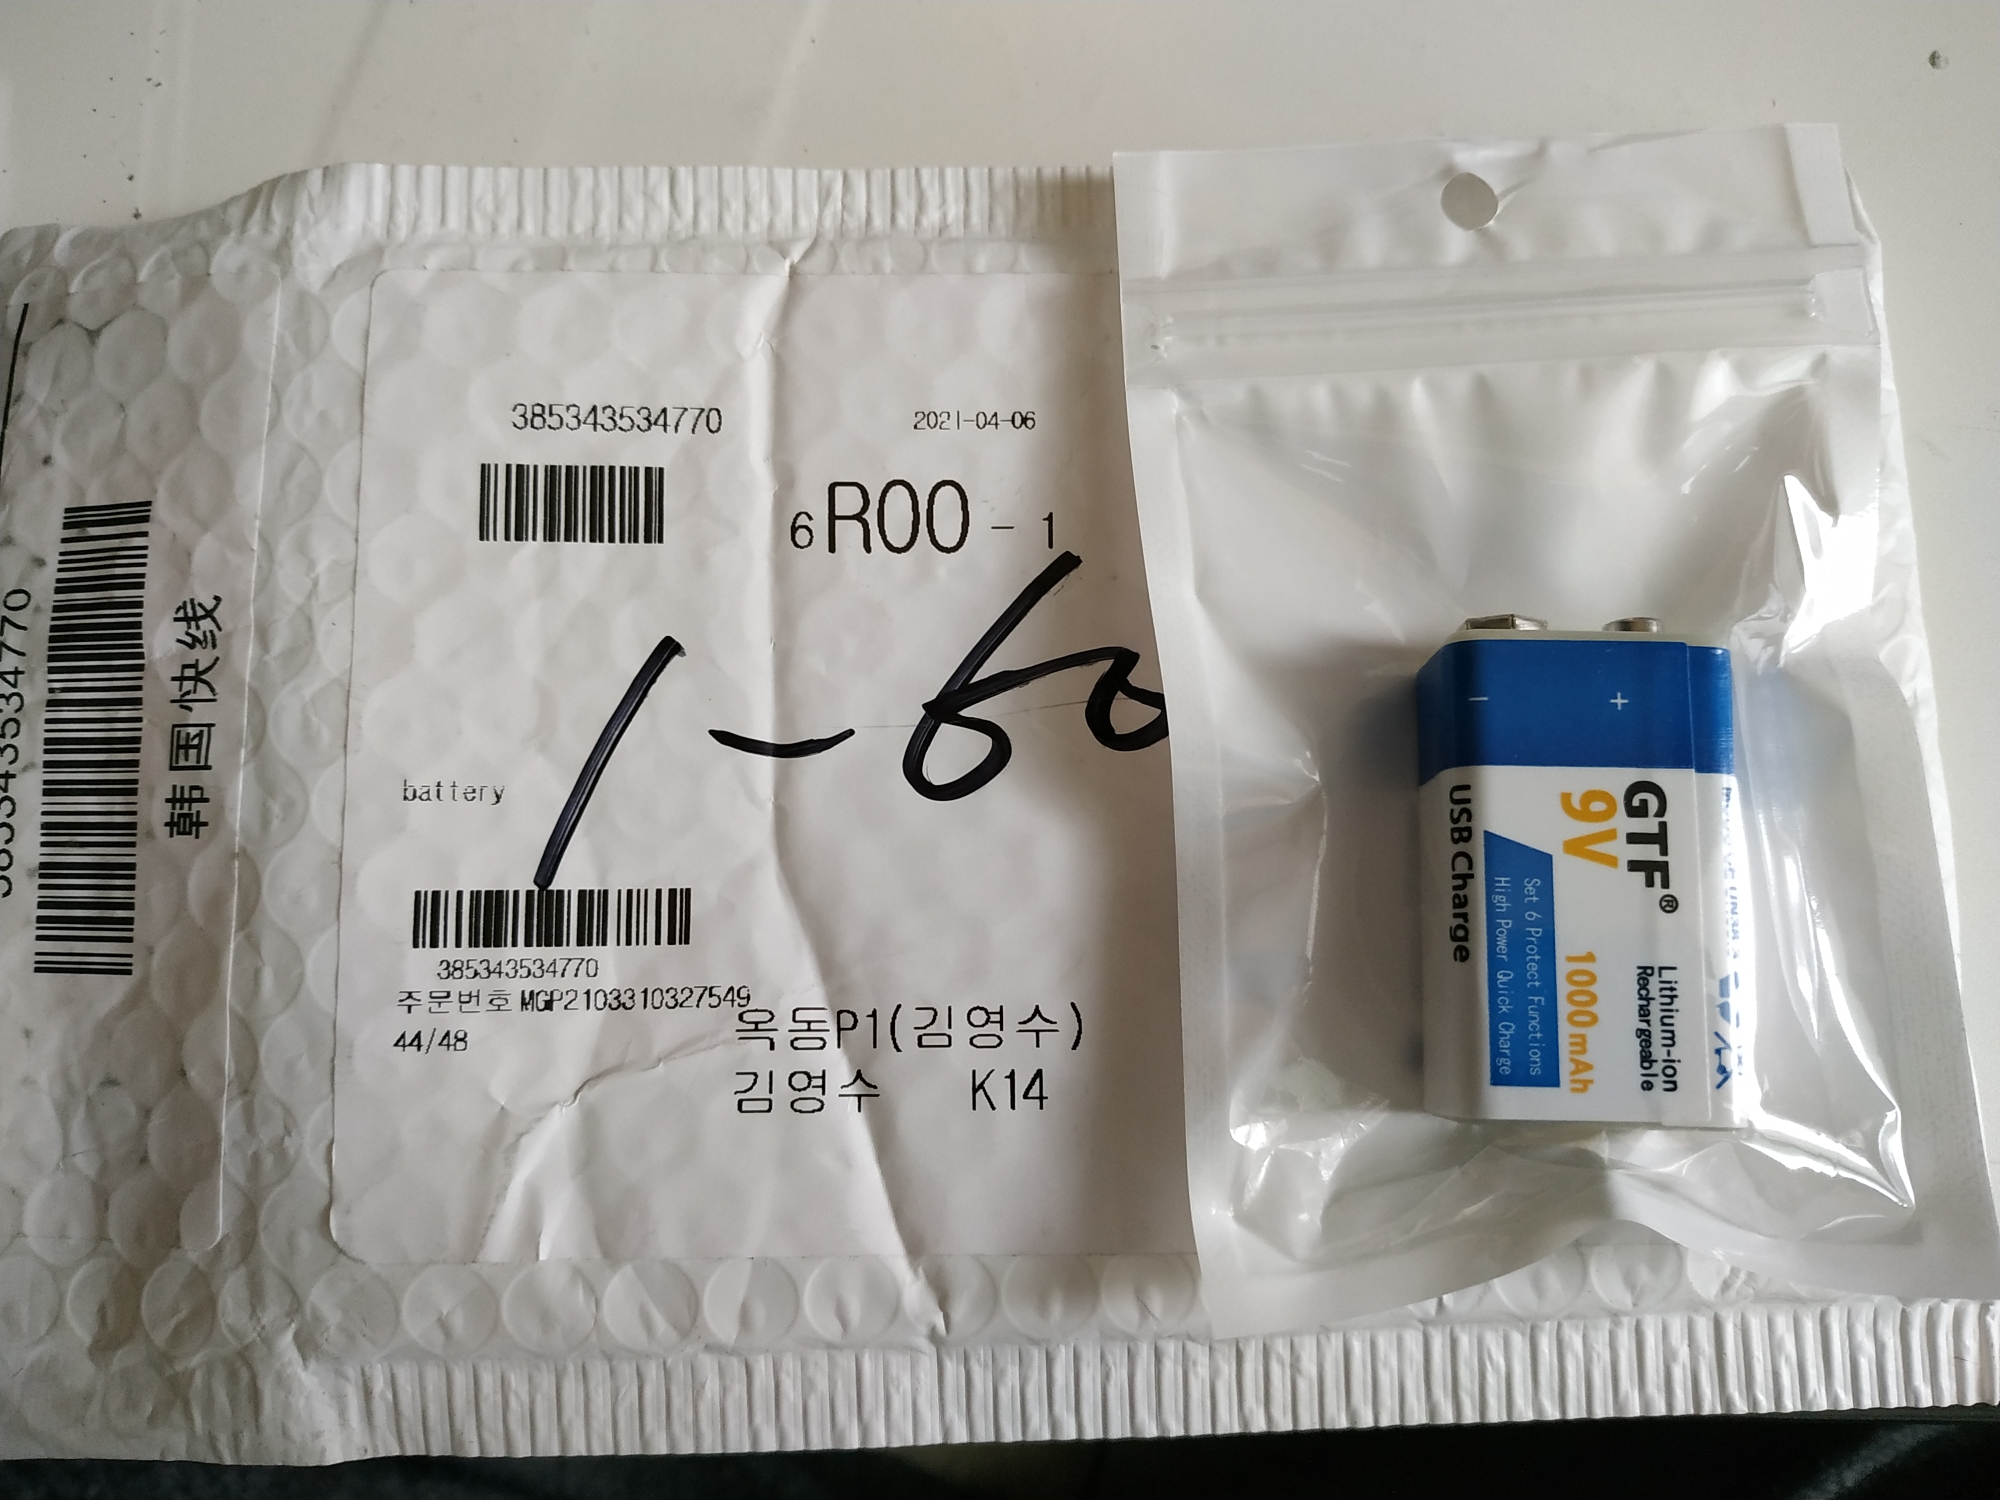 385343534770
韩国快线
385343534770
2021-04-06
6R00-1
1-60
battery
385343534770
주문번호 MGP2103310327549
44/48
옥동P1(김영수)
김영수 K14
- +
GTF®
9V
Lithium-ion
Rechargeable
1000mAh
Set 6 Protect Functions
High Power Quick Charge
USB Charge